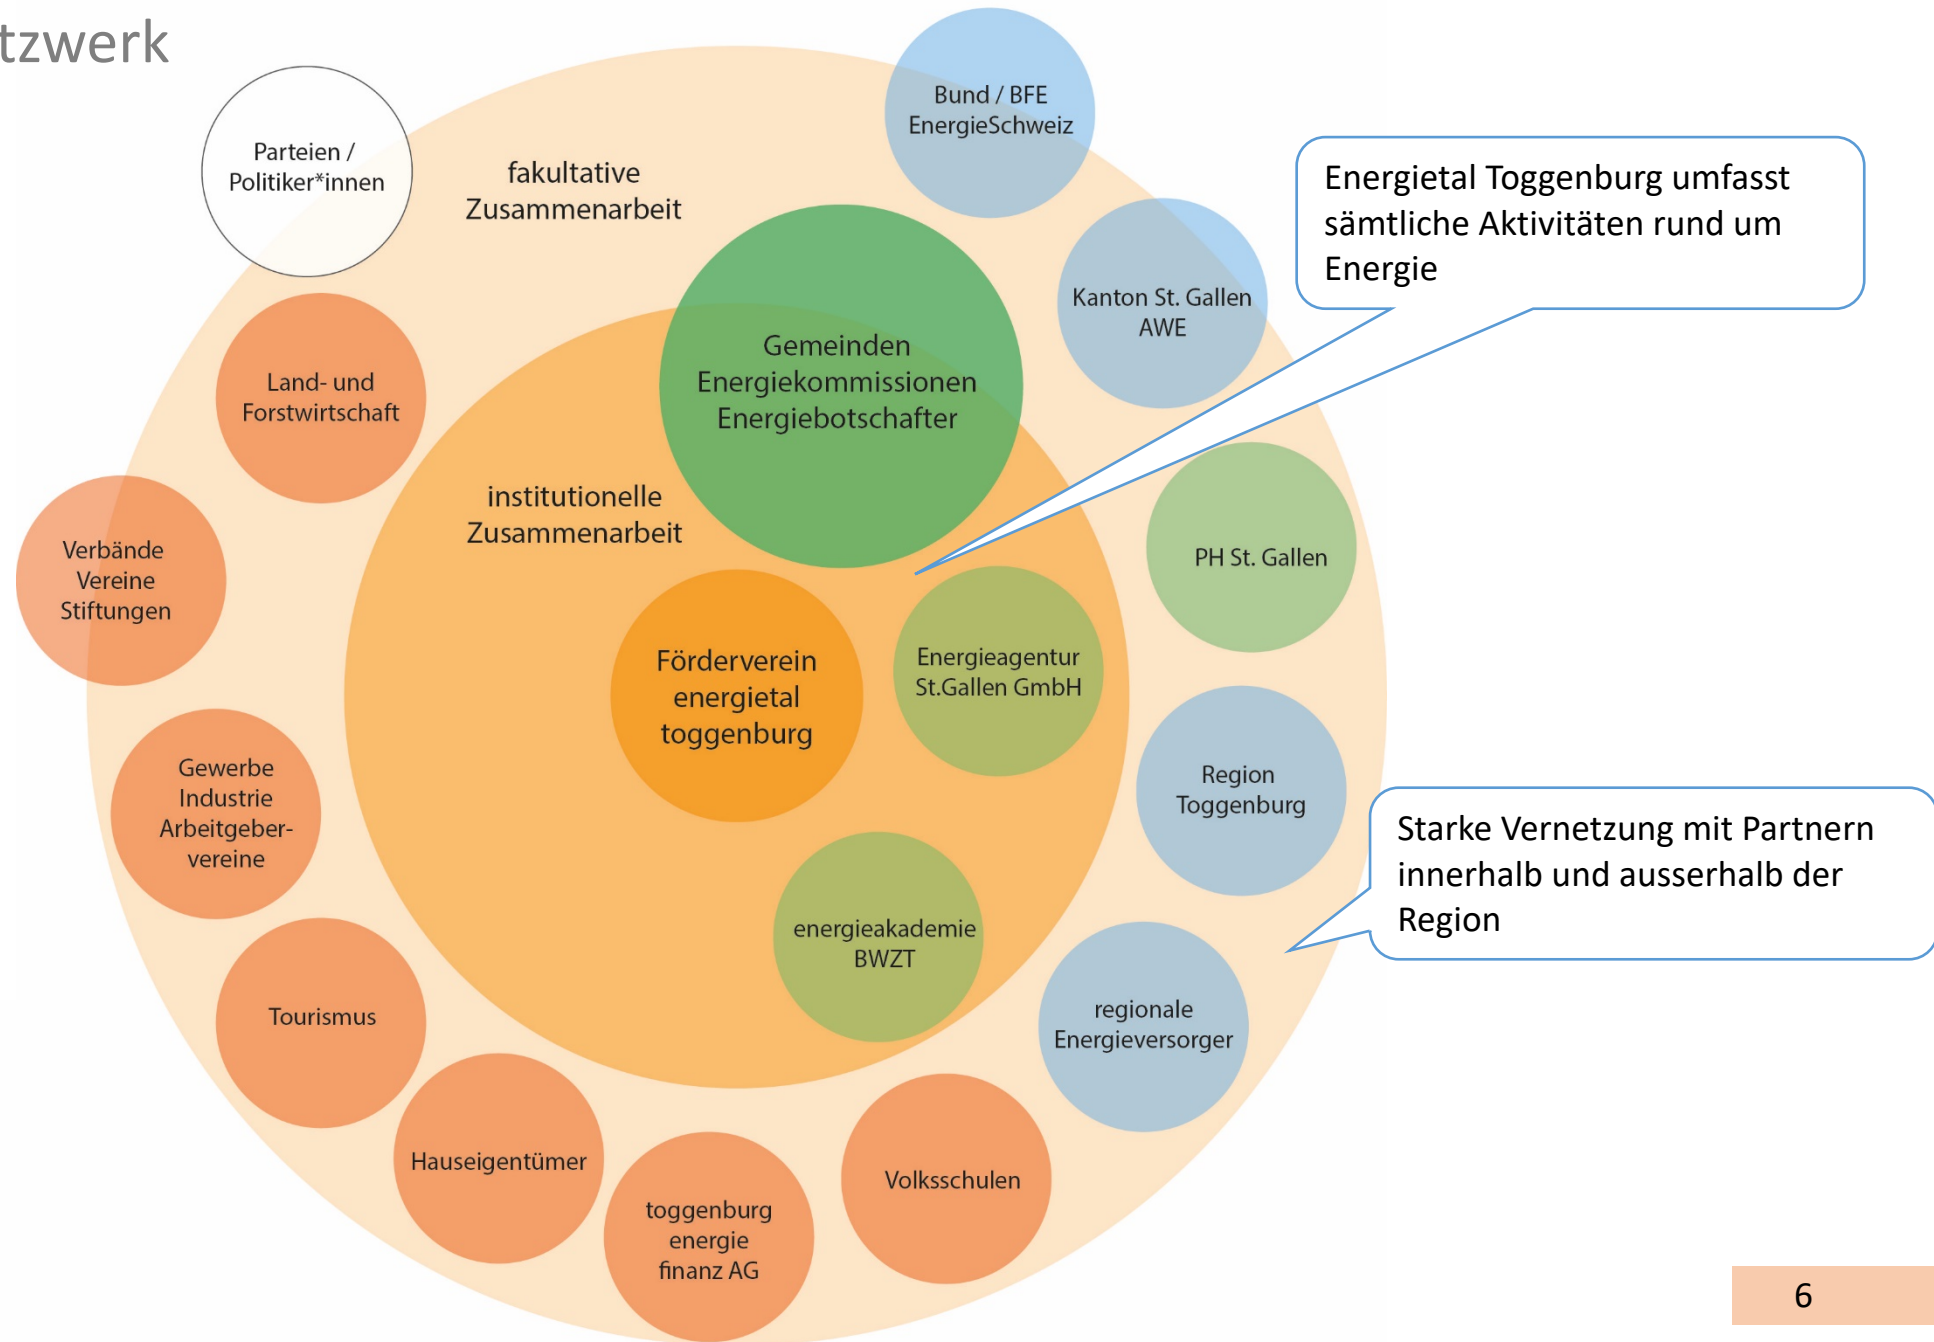 tzwerk
Parteien /
Politiker*innen
fakultative
Zusammenarbeit
Bund / BFE
EnergieSchweiz
Kanton St. Gallen
AWE
Energietal Toggenburg umfasst
sämtliche Aktivitäten rund um
Energie
Land- und
Forstwirtschaft
Gemeinden
Energiekommissionen
Energiebotschafter
institutionelle
Zusammenarbeit
Verbände
Vereine
Stiftungen
PH St. Gallen
Förderverein
energietal
toggenburg
Energieagentur
St.Gallen GmbH
Gewerbe
Industrie
Arbeitgeber-
vereine
Region
Toggenburg
Starke Vernetzung mit Partnern
innerhalb und ausserhalb der
Region
energieakademie
BWZT
Tourismus
regionale
Energieversorger
Hauseigentümer
Volksschulen
toggenburg
energie
finanz AG
6